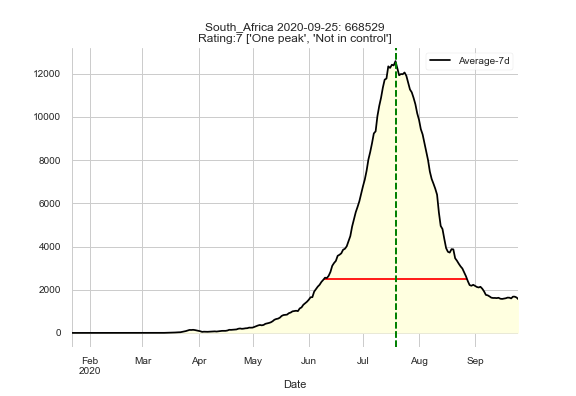 South_Africa 2020-09-25: 668529
Rating:7 ['One peak', 'Not in control']
Average-7d
12000
10000
8000
6000
4000
2000
0
Feb Mar Apr May Jun Jul Aug Sep
2020
Date